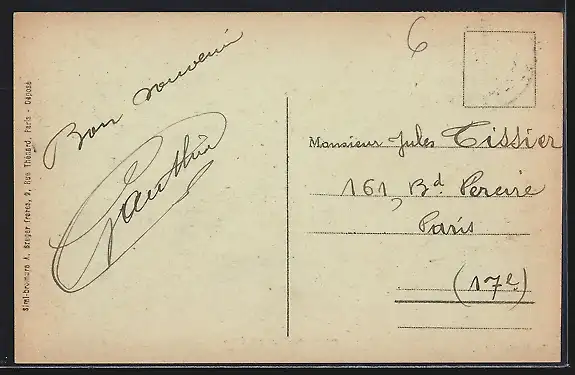 Bon souvenir
Gauthier
6
Monsieur Jules Tissier
161, Bd Pereire
Paris
(17e)
Simi-bromure A. Breger frères, 9, Rue Thénard, Paris - Déposé